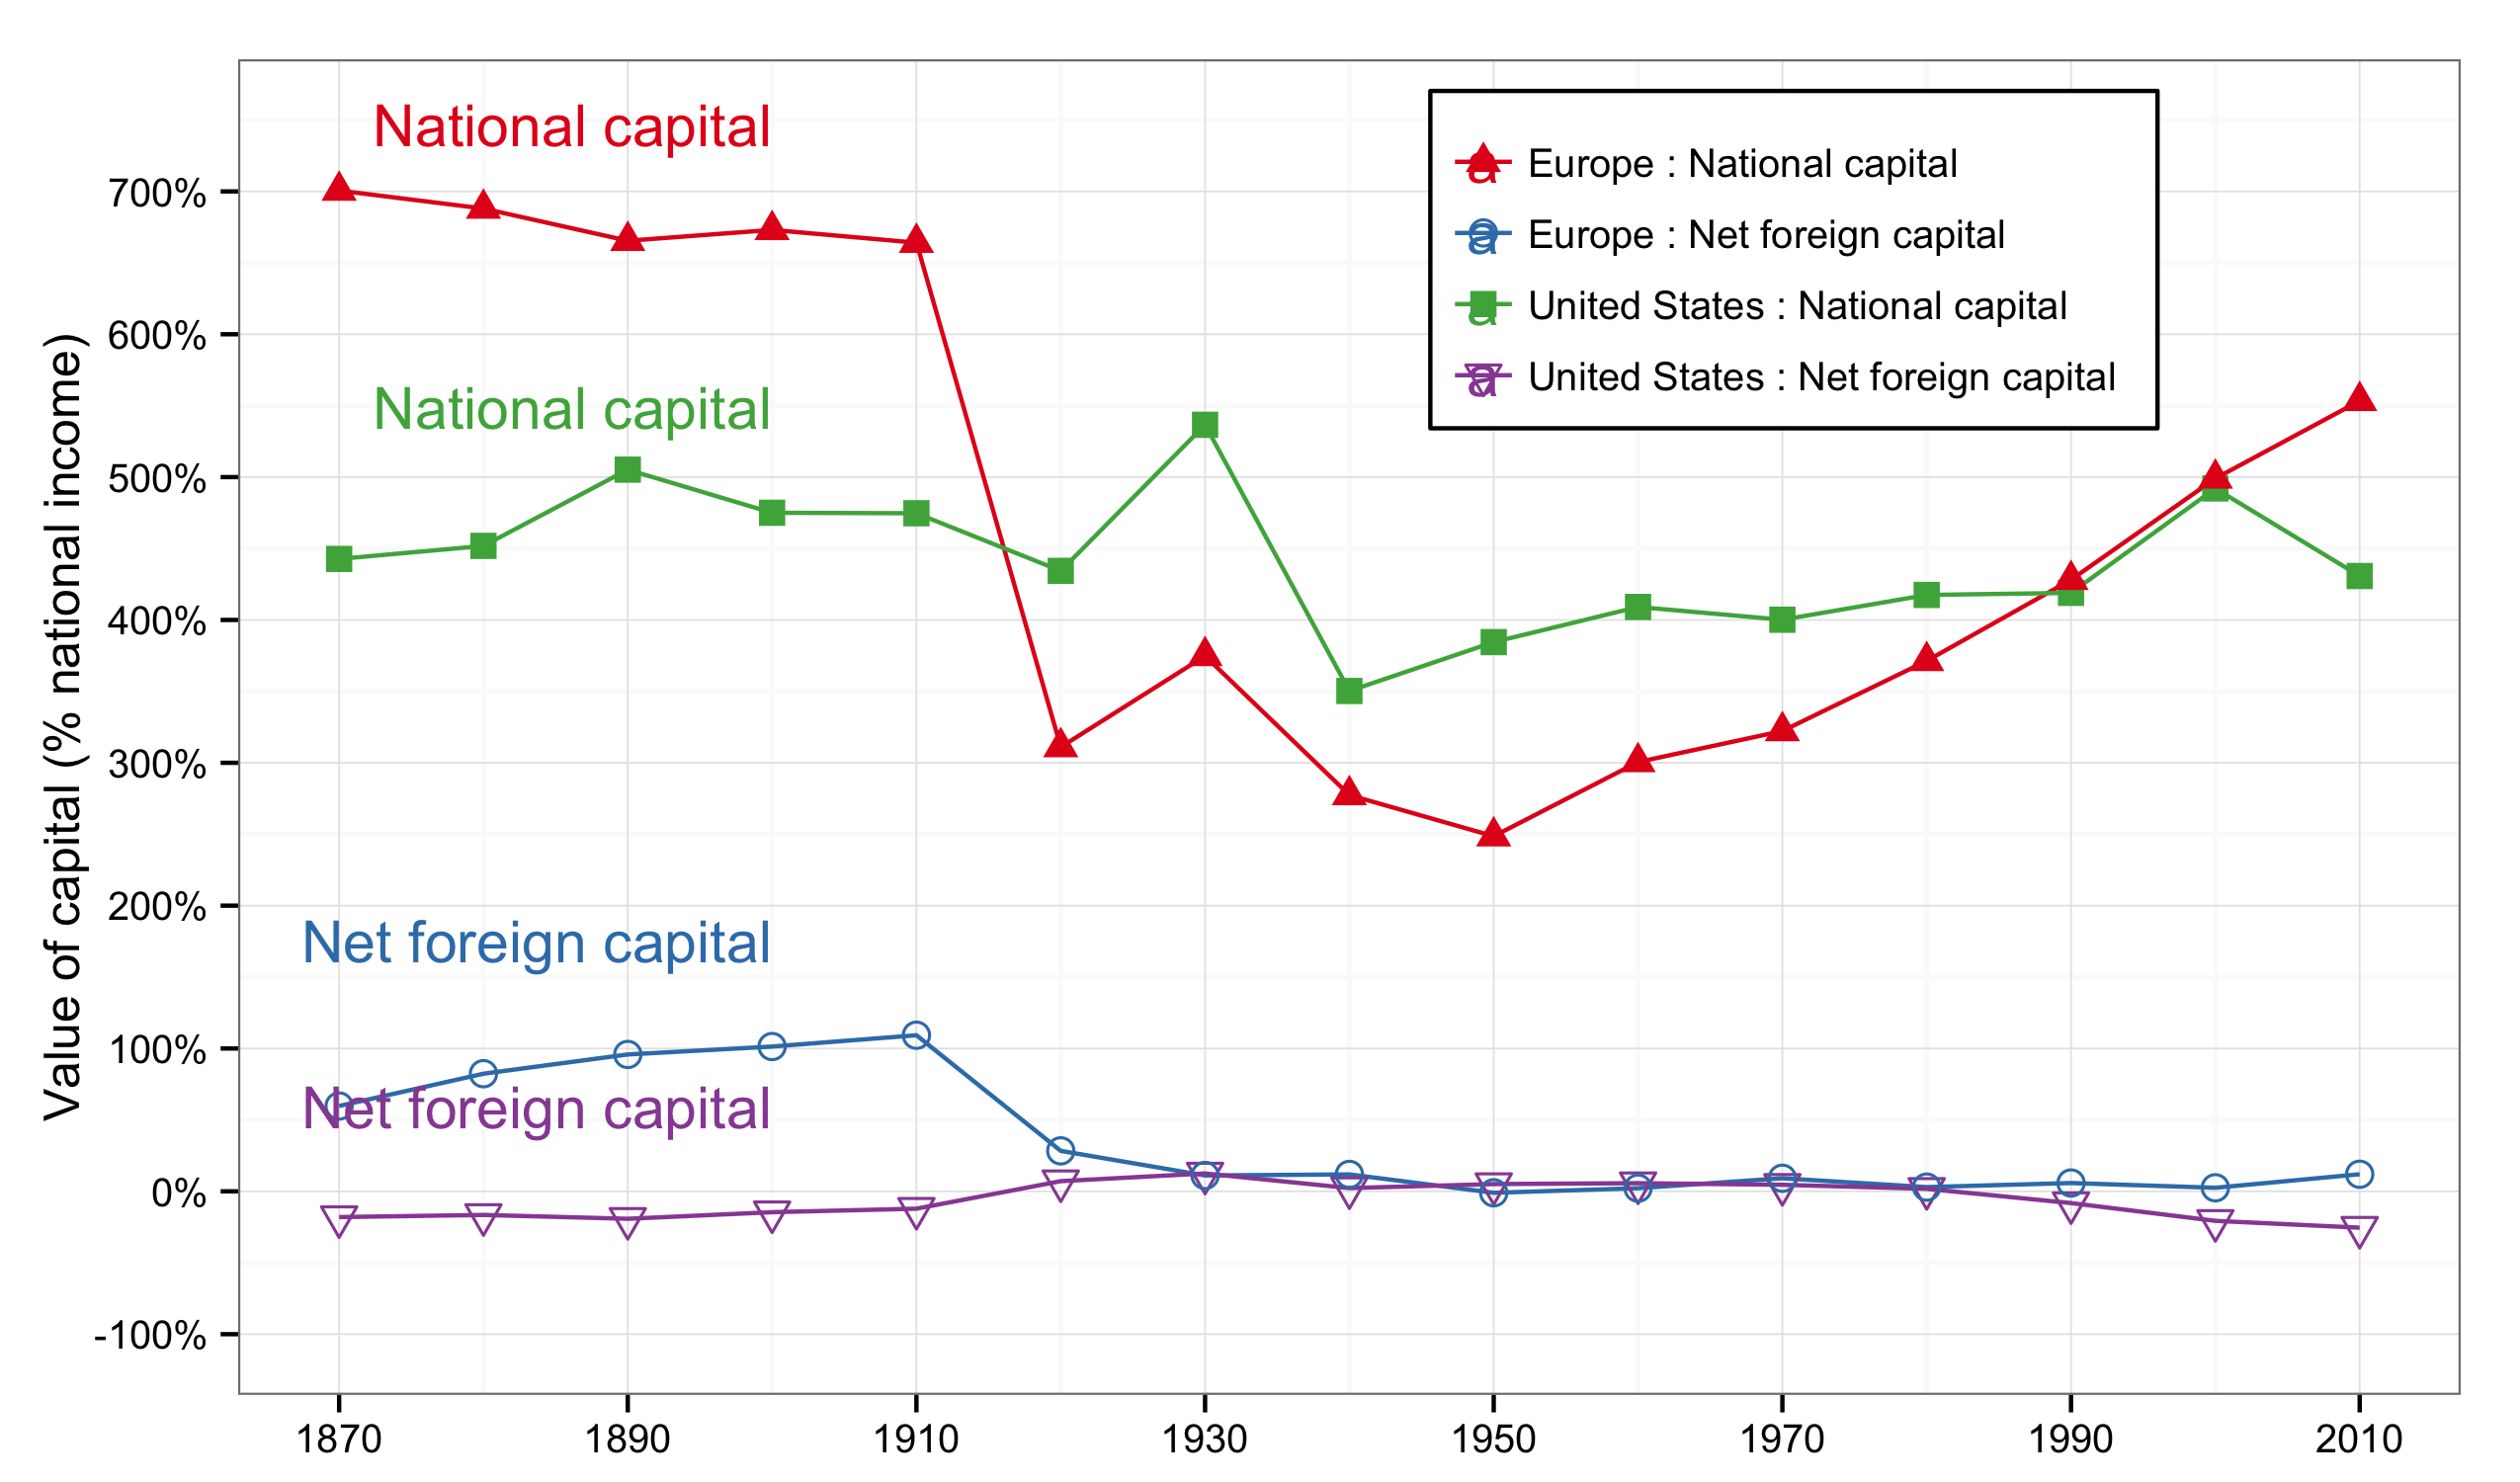 National capital
Europe : National capital
Europe : Net foreign capital
United States : National capital
United States : Net foreign capital
a
a
a
a
National capital
Net foreign capital
Net foreign capital
Value of capital (% national income)
700%
600%
500%
400%
300%
200%
100%
0%
-100%
1870 1890 1910 1930 1950 1970 1990 2010